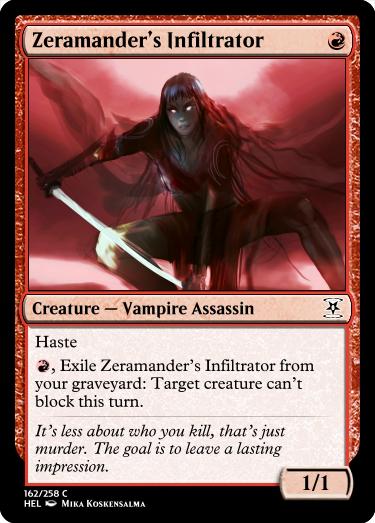 Zeramander's Infiltrator
Creature — Vampire Assassin
Haste
, Exile Zeramander's Infiltrator from
your graveyard: Target creature can't
block this turn.
It's less about who you kill, that's just
murder. The goal is to leave a lasting
impression.
1/1
162/258 C
HEL Mika Koskensalma